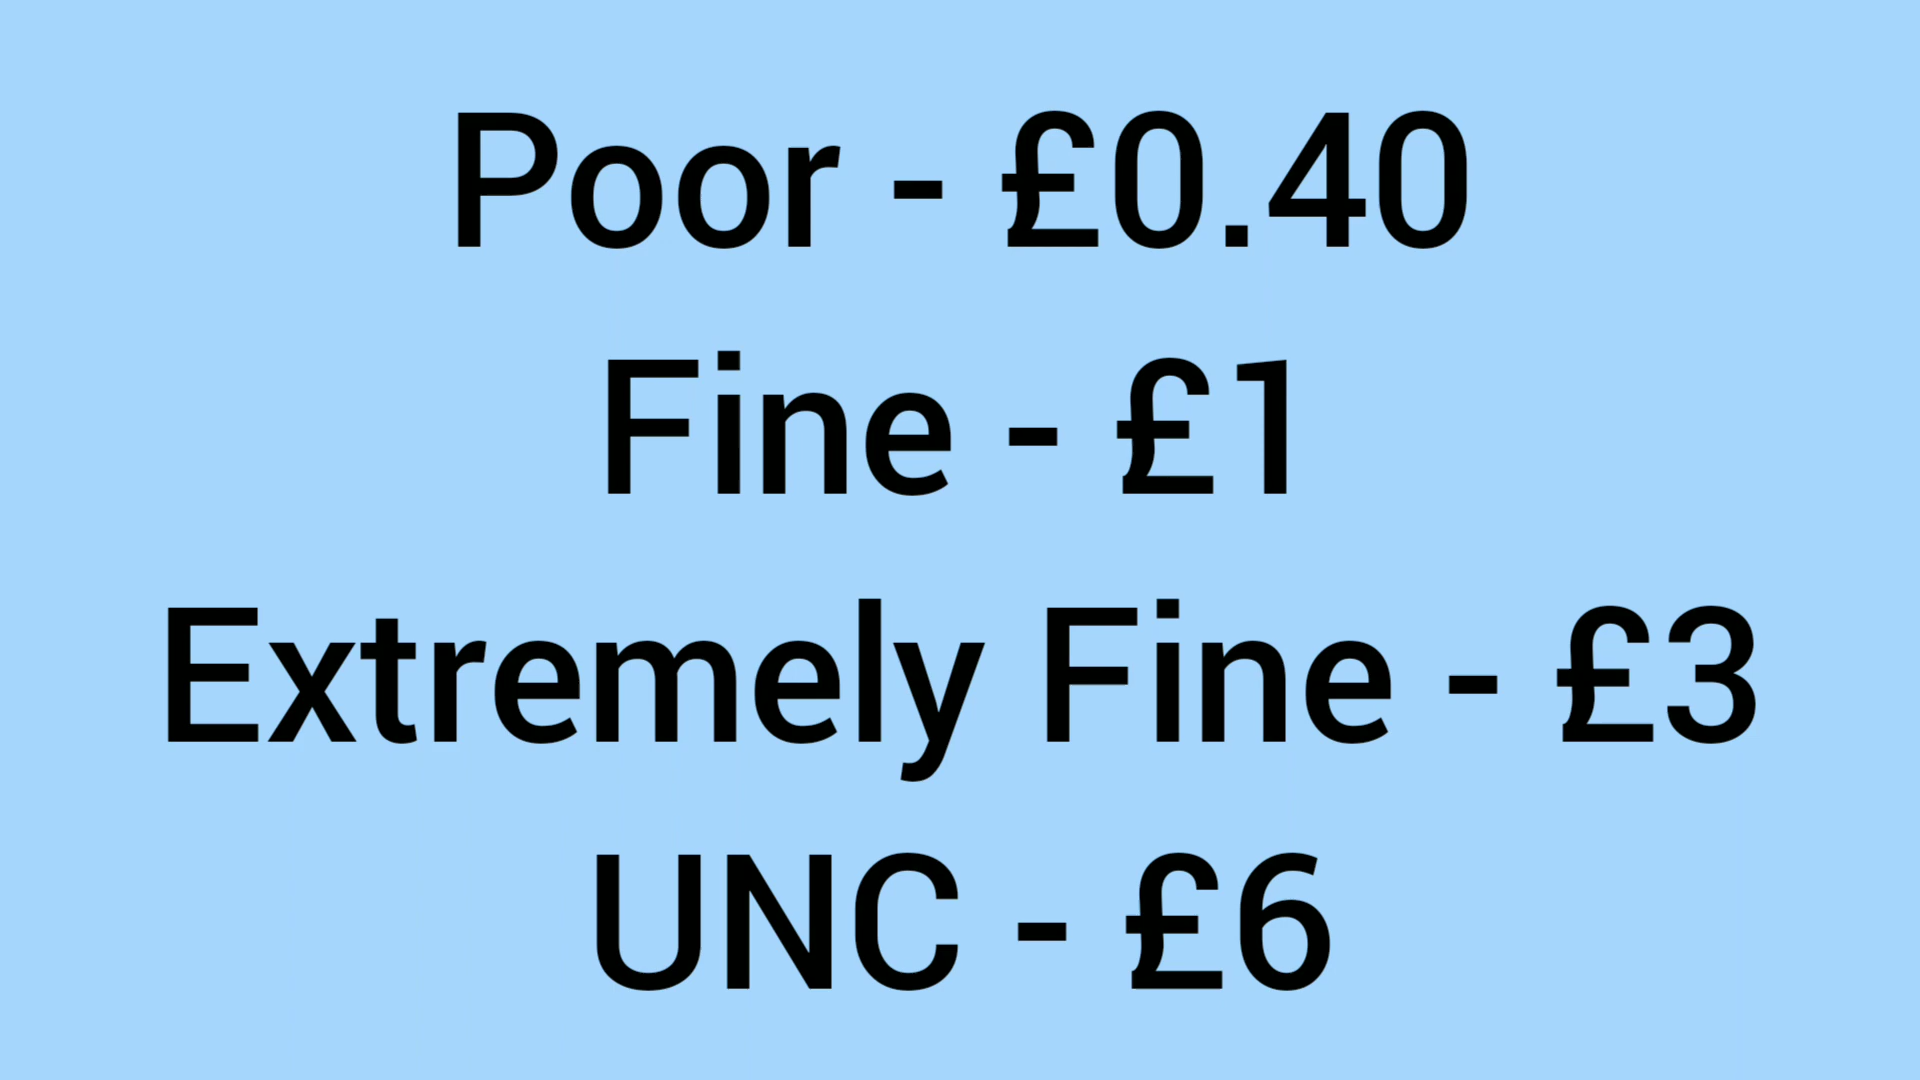 Poor - £0.40
Fine - £1
Extremely Fine - £3
UNC - £6